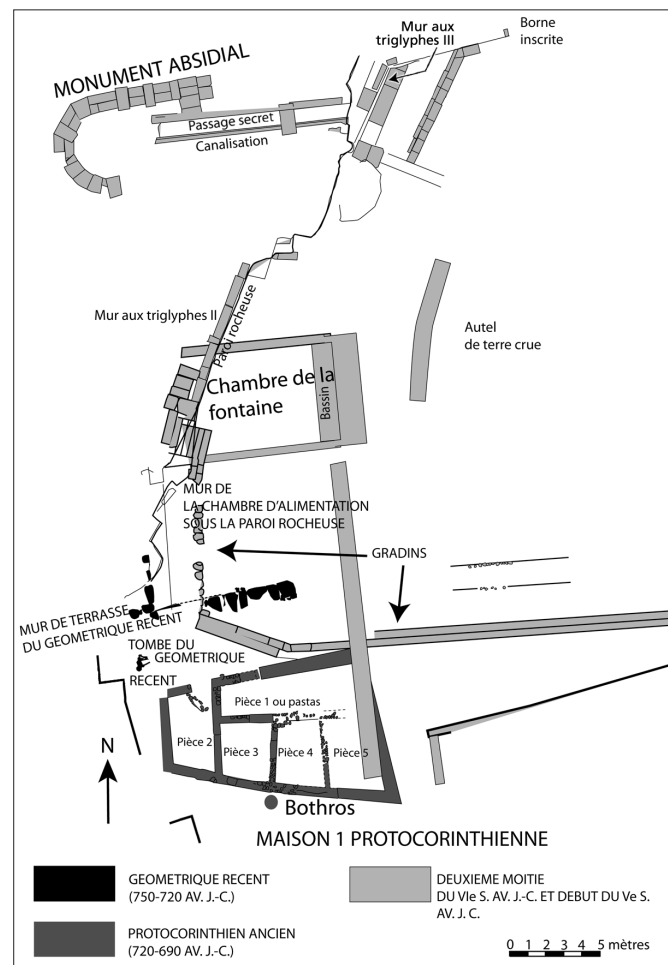 Mur aux
triglyphes III
Borne
inscrite
MONUMENT ABSIDIAL
Passage secret
Canalisation
Mur aux triglyphes II
Paroi rocheuse
Autel
de terre crue
Chambre de la
fontaine
Bassin
MUR DE
LA CHAMBRE D'ALIMENTATION
SOUS LA PAROI ROCHEUSE
GRADINS
MUR DE TERRASSE
DU GEOMETRIQUE RECENT
TOMBE DU
GEOMETRIQUE
RECENT
Pièce 1 ou pastas
Pièce 2
Pièce 3
Pièce 4
Pièce 5
N
Bothros
MAISON 1 PROTOCORINTHIENNE
GEOMETRIQUE RECENT
(750-720 AV. J.-C.)
PROTOCORINTHIEN ANCIEN
(720-690 AV. J.-C.)
DEUXIEME MOITIE
DU VIe S. AV. J.-C. ET DEBUT DU Ve S.
AV. J. C.
0 1 2 3 4 5 mètres